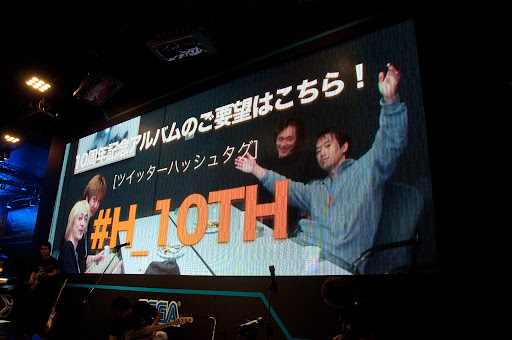 10周年記念アルバムのご要望はこちら！
[ツイッターハッシュタグ]
#H_10TH
SEGA